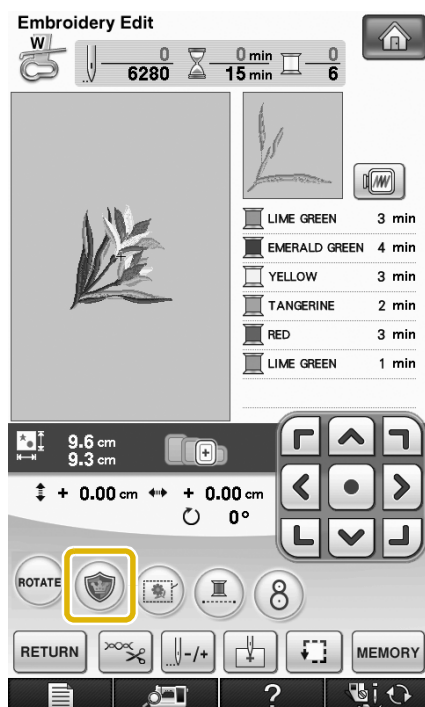 Embroidery Edit
W
0
6280
0 min
15 min
0
6
LIME GREEN 3 min
EMERALD GREEN 4 min
YELLOW 3 min
TANGERINE 2 min
RED 3 min
LIME GREEN 1 min
9.6 cm
9.3 cm
+ 0.00 cm + 0.00 cm
0°
ROTATE
8
RETURN
-/+
MEMORY
? i